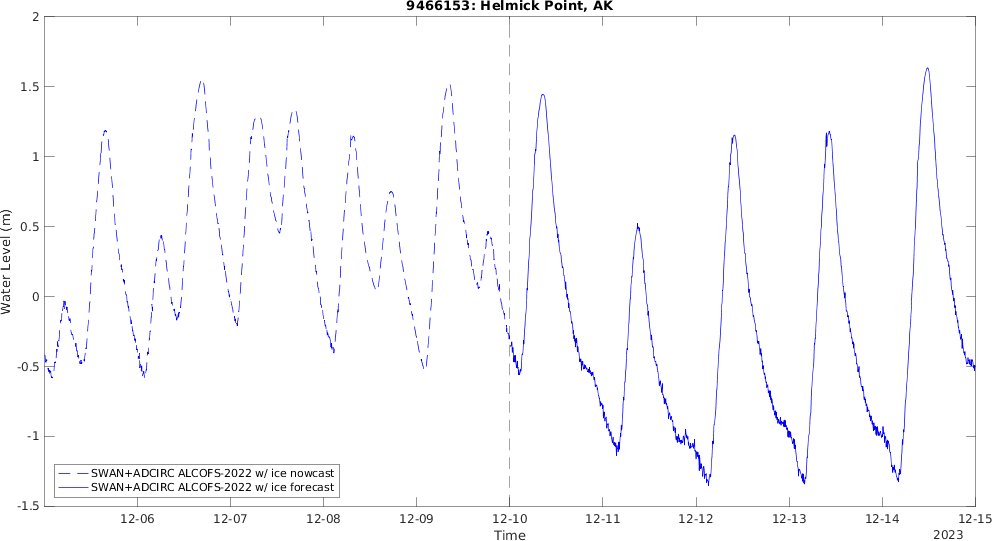 9466153: Helmick Point, AK
2
1.5
1
0.5
0
-0.5
-1
-1.5
Water Level (m)
SWAN+ADCIRC ALCOFS-2022 w/ ice nowcast
SWAN+ADCIRC ALCOFS-2022 w/ ice forecast
12-06 12-07 12-08 12-09 12-10 12-11 12-12 12-13 12-14 12-15
Time
2023